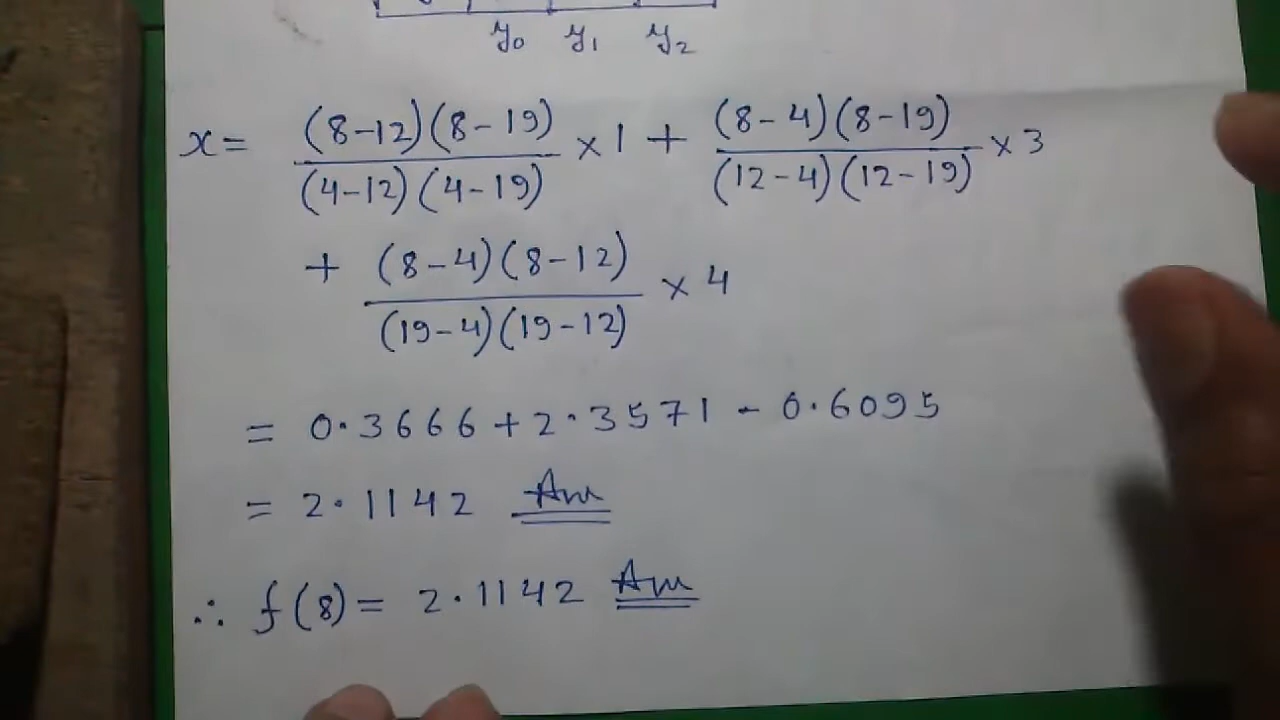 y₀ y₁ y₂
x = (8-12)(8-19) / (4-12)(4-19) × 1 + (8-4)(8-19) / (12-4)(12-19) × 3
+ (8-4)(8-12) / (19-4)(19-12) × 4
= 0.3666 + 2.3571 - 0.6095
= 2.1142 Ans
∴ f(8) = 2.1142 Ans